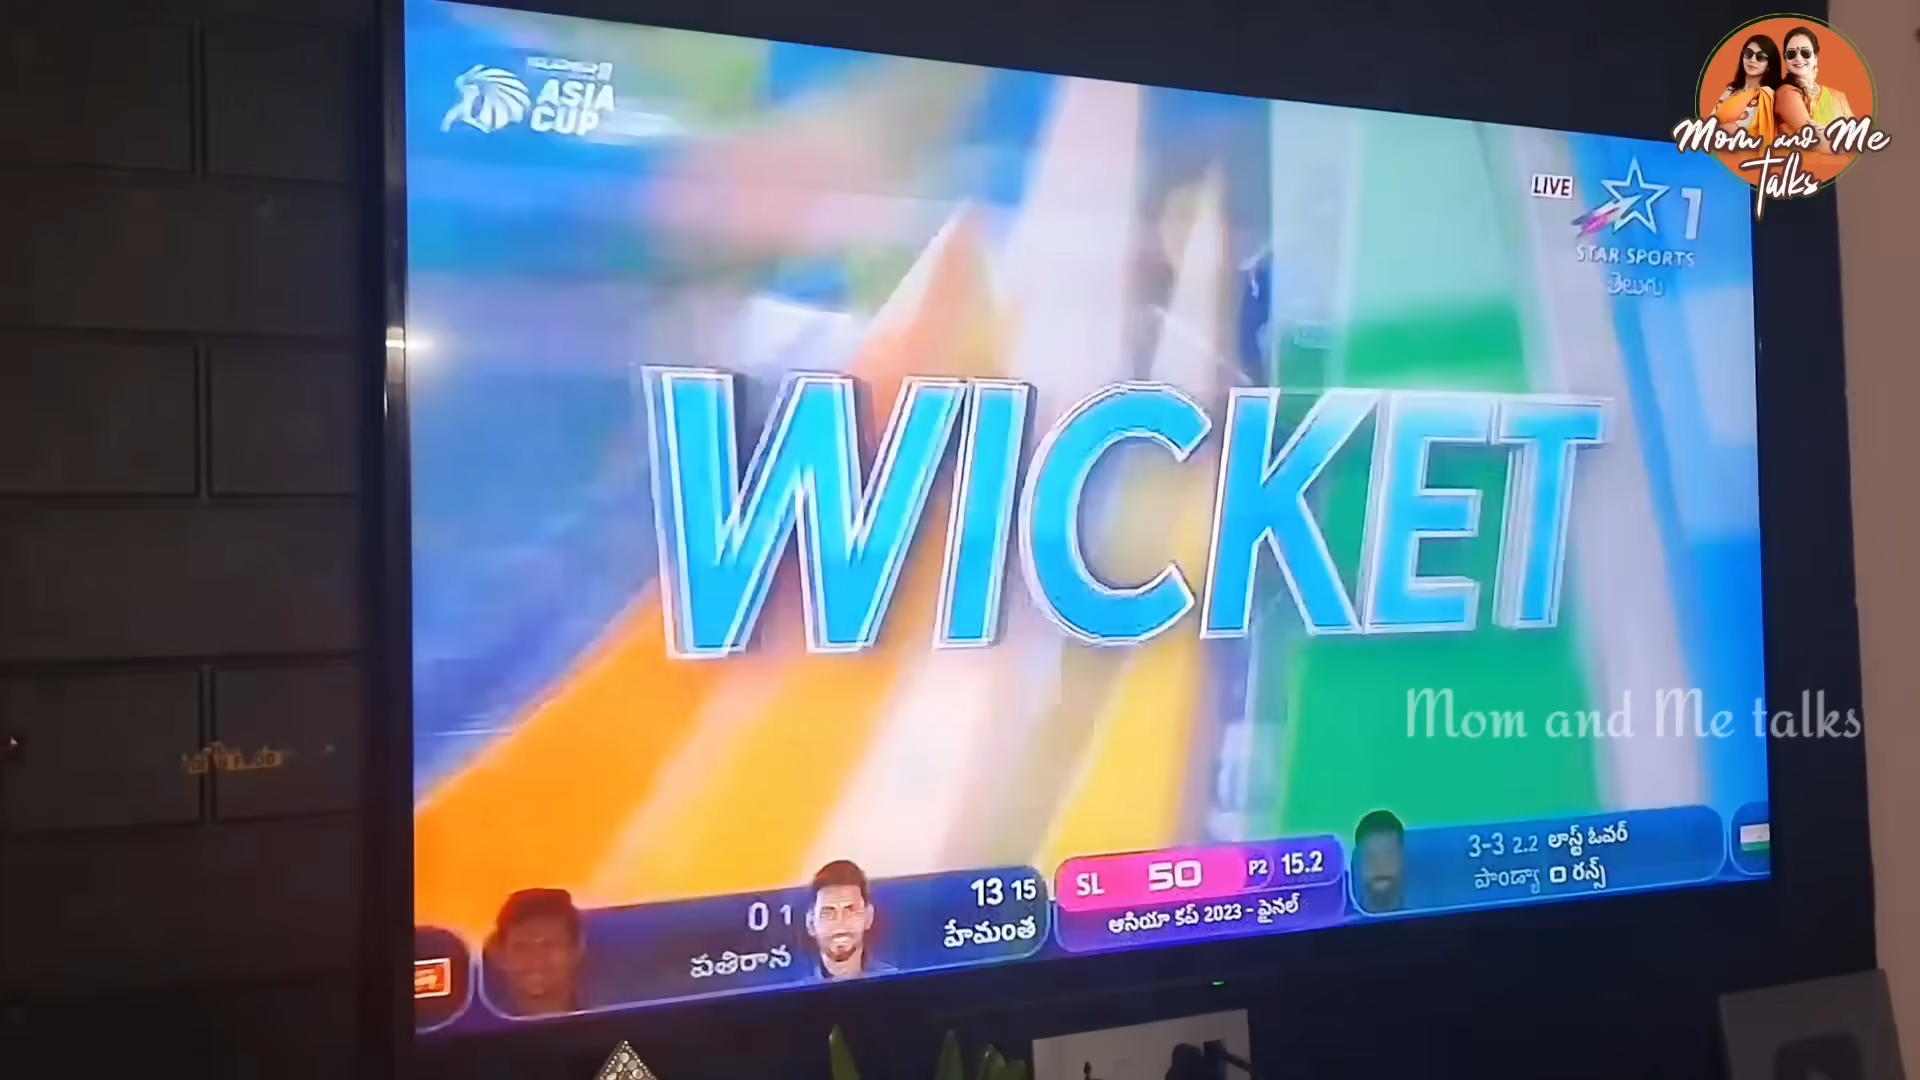 ASIA
CUP
Mom and Me
Talks
LIVE
1
STAR SPORTS
తెలుగు
WICKET
Mom and Me talks
0 1
పతిరాన
13 15
హేమంత
SL 50 P2 15.2
ఆసియా కప్ 2023 - ఫైనల్
3-3 2.2 లాస్ట్ ఓవర్
పాండ్యా 0 రన్స్